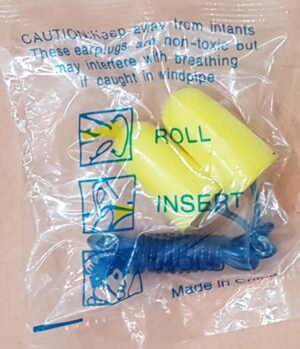 CAUTION:Keep away from infants
These earplugs are non-toxic but
may interfere with breathing
if caught in windpipe
ROLL
INSERT
Made in China